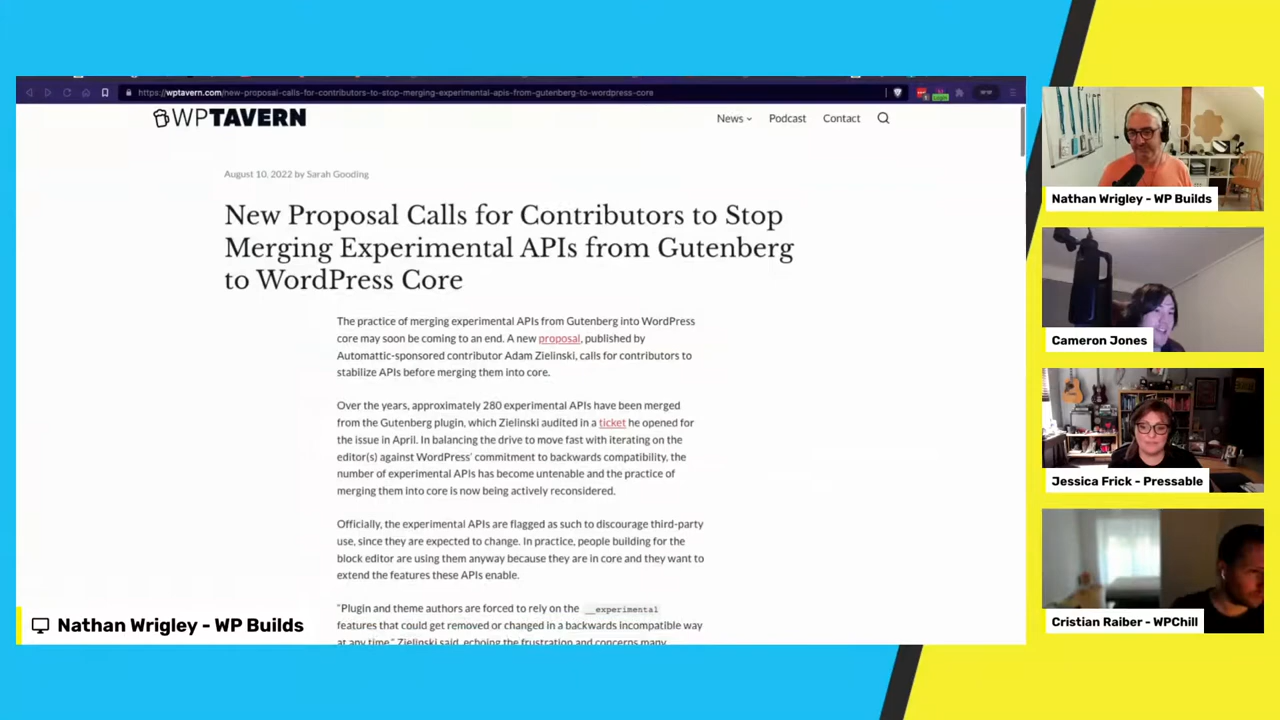 https://wptavern.com/new-proposal-calls-for-contributors-to-stop-merging-experimental-apis-from-gutenberg-to-wordpress-core
WPTAVERN
News
Podcast
Contact
August 10, 2022 by Sarah Gooding
New Proposal Calls for Contributors to Stop
Merging Experimental APIs from Gutenberg
to WordPress Core
The practice of merging experimental APIs from Gutenberg into WordPress
core may soon be coming to an end. A new proposal, published by
Automattic-sponsored contributor Adam Zielinski, calls for contributors to
stabilize APIs before merging them into core.
Over the years, approximately 280 experimental APIs have been merged
from the Gutenberg plugin, which Zielinski audited in a ticket he opened for
the issue in April. In balancing the drive to move fast with iterating on the
editor(s) against WordPress' commitment to backwards compatibility, the
number of experimental APIs has become untenable and the practice of
merging them into core is now being actively reconsidered.
Officially, the experimental APIs are flagged as such to discourage third-party
use, since they are expected to change. In practice, people building for the
block editor are using them anyway because they are in core and they want to
extend the features these APIs enable.
"Plugin and theme authors are forced to rely on the __experimental
features that could get removed or changed in a backwards incompatible way
at any time," Zielinski said, echoing the frustration and concerns many
Nathan Wrigley - WP Builds
Nathan Wrigley - WP Builds
Cameron Jones
Jessica Frick - Pressable
Cristian Raiber - WPChill